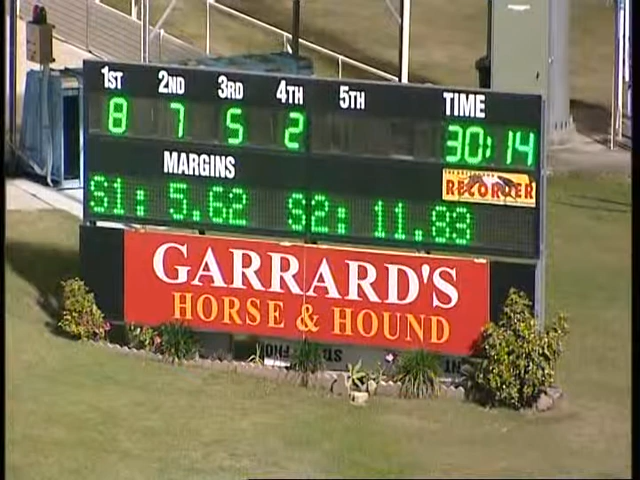 1ST 2ND 3RD 4TH 5TH TIME
8 7 5 2 30:14
MARGINS
RECORDER
S1: 5.62 S2: 11.83
GARRARD'S
HORSE & HOUND